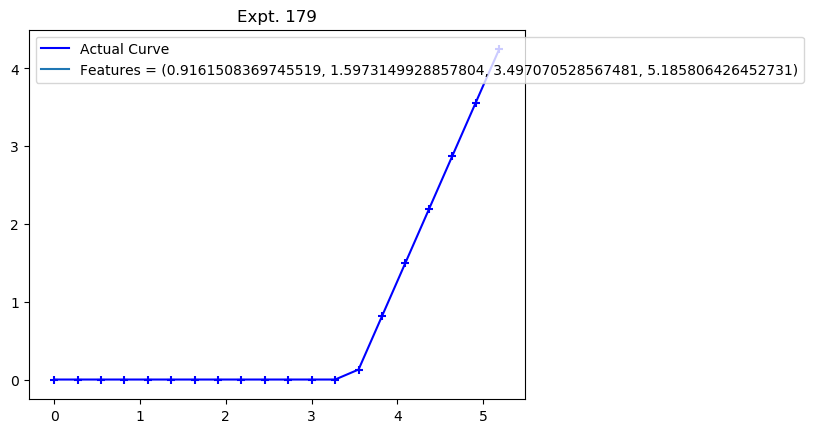 Expt. 179
Actual Curve
Features = (0.9161508369745519, 1.5973149928857804, 3.497070528567481, 5.185806426452731)
4
3
2
1
0
0 1 2 3 4 5